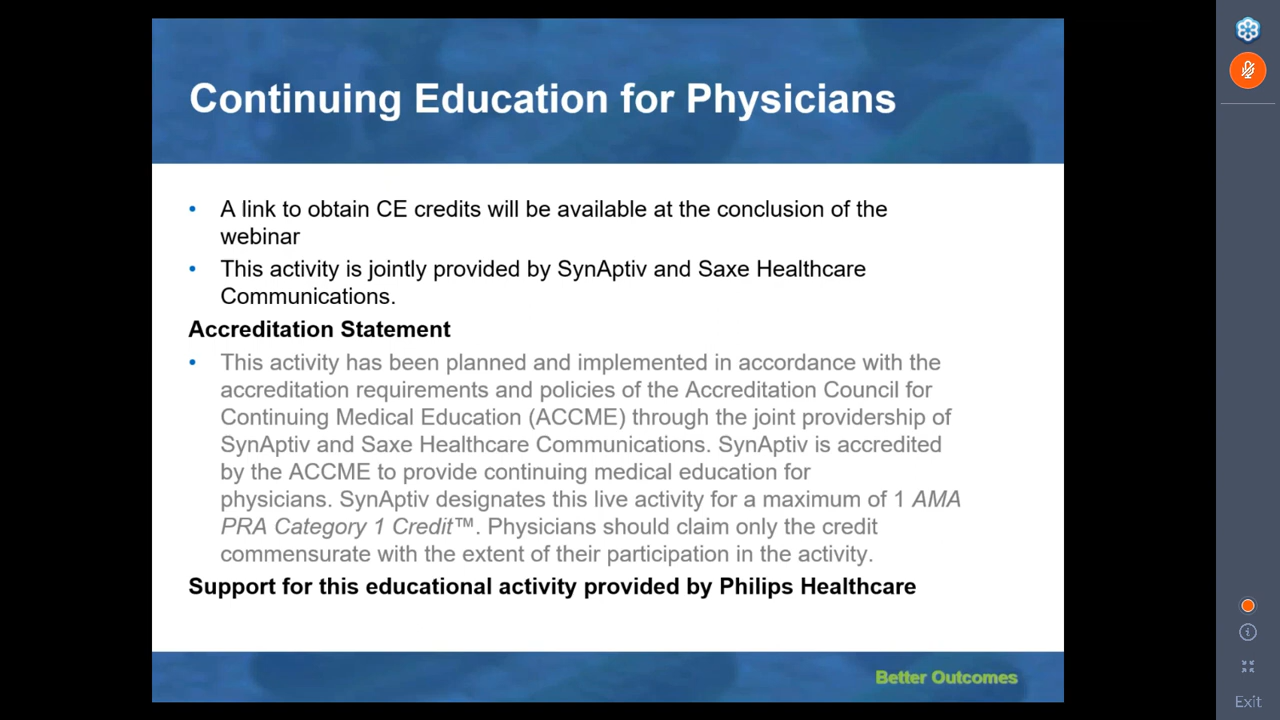 Continuing Education for Physicians
• A link to obtain CE credits will be available at the conclusion of the
webinar
• This activity is jointly provided by SynAptiv and Saxe Healthcare
Communications.
Accreditation Statement
• This activity has been planned and implemented in accordance with the
accreditation requirements and policies of the Accreditation Council for
Continuing Medical Education (ACCME) through the joint providership of
SynAptiv and Saxe Healthcare Communications. SynAptiv is accredited
by the ACCME to provide continuing medical education for
physicians. SynAptiv designates this live activity for a maximum of 1 AMA
PRA Category 1 Credit™. Physicians should claim only the credit
commensurate with the extent of their participation in the activity.
Support for this educational activity provided by Philips Healthcare
Better Outcomes
Exit